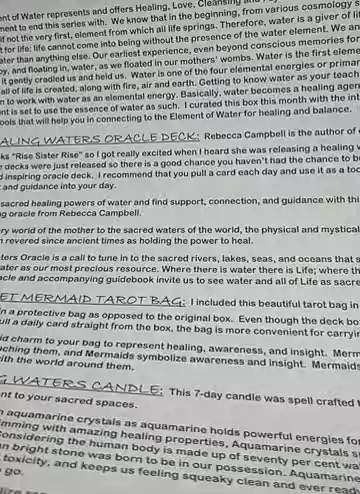 ent of Water represents and offers Healing, Love, Cleansing
ment to end this series with. We know that in the beginning, from various cosmology s
if not the very first, element from which all life springs. Therefore, water is a giver of li
t for life: life cannot come into being without the presence of the water element. We an
ater than anything else. Our earliest experience, even beyond conscious memories for
y, and floating in, water, as we floated in our mothers' wombs. Water is the first eleme
It gently cradled us and held us. Water is one of the four elemental energies or primar
all of life is created, along with fire, air and earth. Getting to know water as your teach
n to work with water as an elemental energy. Basically, water becomes a healing agen
nt is set to use the essence of water as such. I curated this box this month with the int
ools that will help you in connecting to the Element of Water for healing and balance.
ALING WATERS ORACLE DECK: Rebecca Campbell is the author of
ks "Rise Sister Rise" so I got really excited when I heard she was releasing a healing w
e decks were just released so there is a good chance you haven't had the chance to b
d inspiring oracle deck. I recommend that you pull a card each day and use it as a too
and guidance into your day.
sacred healing powers of water and find support, connection, and guidance with thi
ng oracle from Rebecca Campbell.
ry world of the mother to the sacred waters of the world, the physical and mystical
n revered since ancient times as holding the power to heal.
ters Oracle is a call to tune in to the sacred rivers, lakes, seas, and oceans that s
ater as our most precious resource. Where there is water there is Life; where th
acle and accompanying guidebook invite us to see water and all of Life as sacre
ET MERMAID TAROT BAG: I included this beautiful tarot bag in
in a protective bag as opposed to the original box. Even though the deck bo
ull a daily card straight from the box, the bag is more convenient for carryin
id charm to your bag to represent healing, awareness, and insight. Merm
uching them, and Mermaids symbolize awareness and insight. Mermaids
ith the world around them.
G WATERS CANDLE: This 7-day candle was spell crafted
nt to your sacred spaces.
h aquamarine crystals as aquamarine holds powerful energies for
imming with amazing healing properties, Aquamarine crystals s
Considering the human body is made up of seventy per cent wa
an bright stone was born to be in our possession. Aquamarine
toxicity, and keeps us feeling squeaky clean and ever read
go.